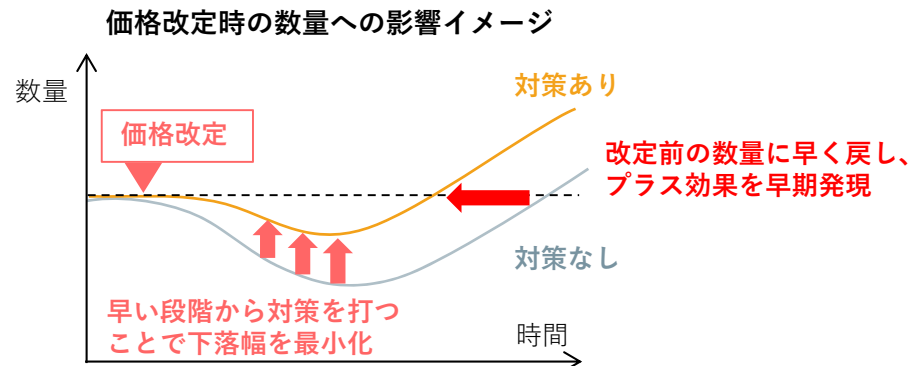 価格改定時の数量への影響イメージ
数量
対策あり
価格改定
改定前の数量に早く戻し、
プラス効果を早期発現
対策なし
早い段階から対策を打つ
ことで下落幅を最小化
時間